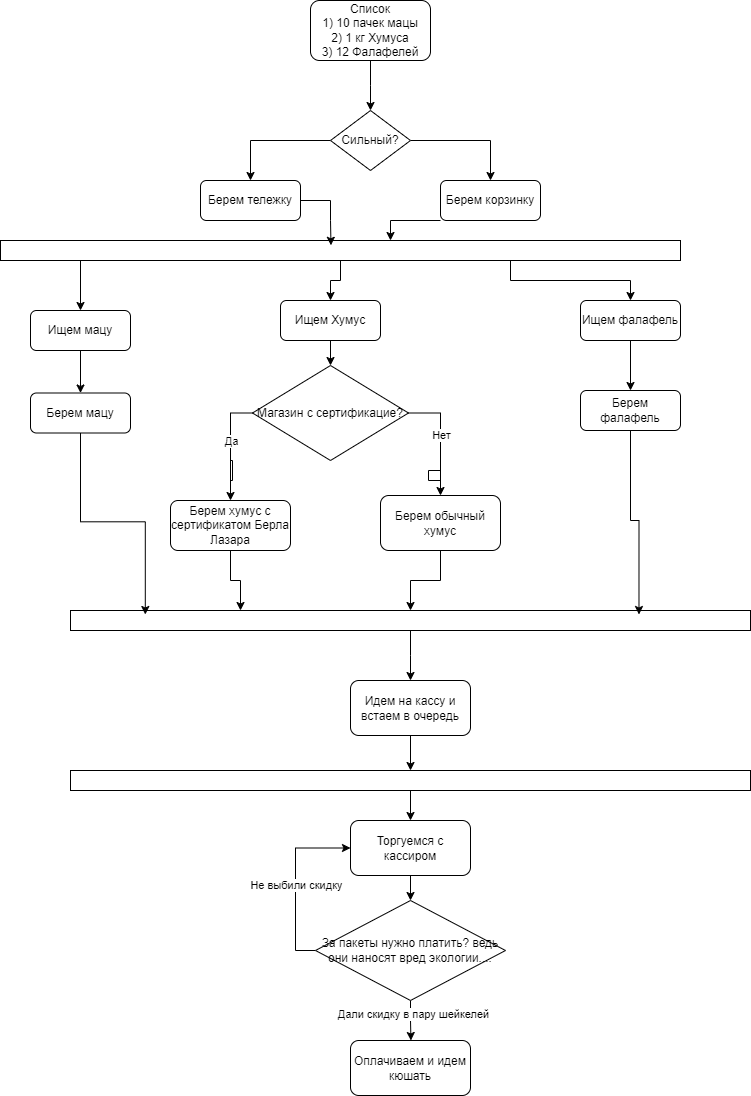 Список
1) 10 пачек мацы
2) 1 кг Хумуса
3) 12 Фалафелей
Сильный?
Берем тележку
Берем корзинку
Ищем мацу
Ищем Хумус
Ищем фалафель
Берем мацу
Магазин с сертификацие?
Берем
фалафель
Да
Нет
Берем хумус с
сертификатом Берла
Лазара
Берем обычный
хумус
Идем на кассу и
встаем в очередь
Торгуемся с
кассиром
Не выбили скидку
За пакеты нужно платить? ведь
они наносят вред экологии....
Дали скидку в пару шейкелей
Оплачиваем и идем
кюшать